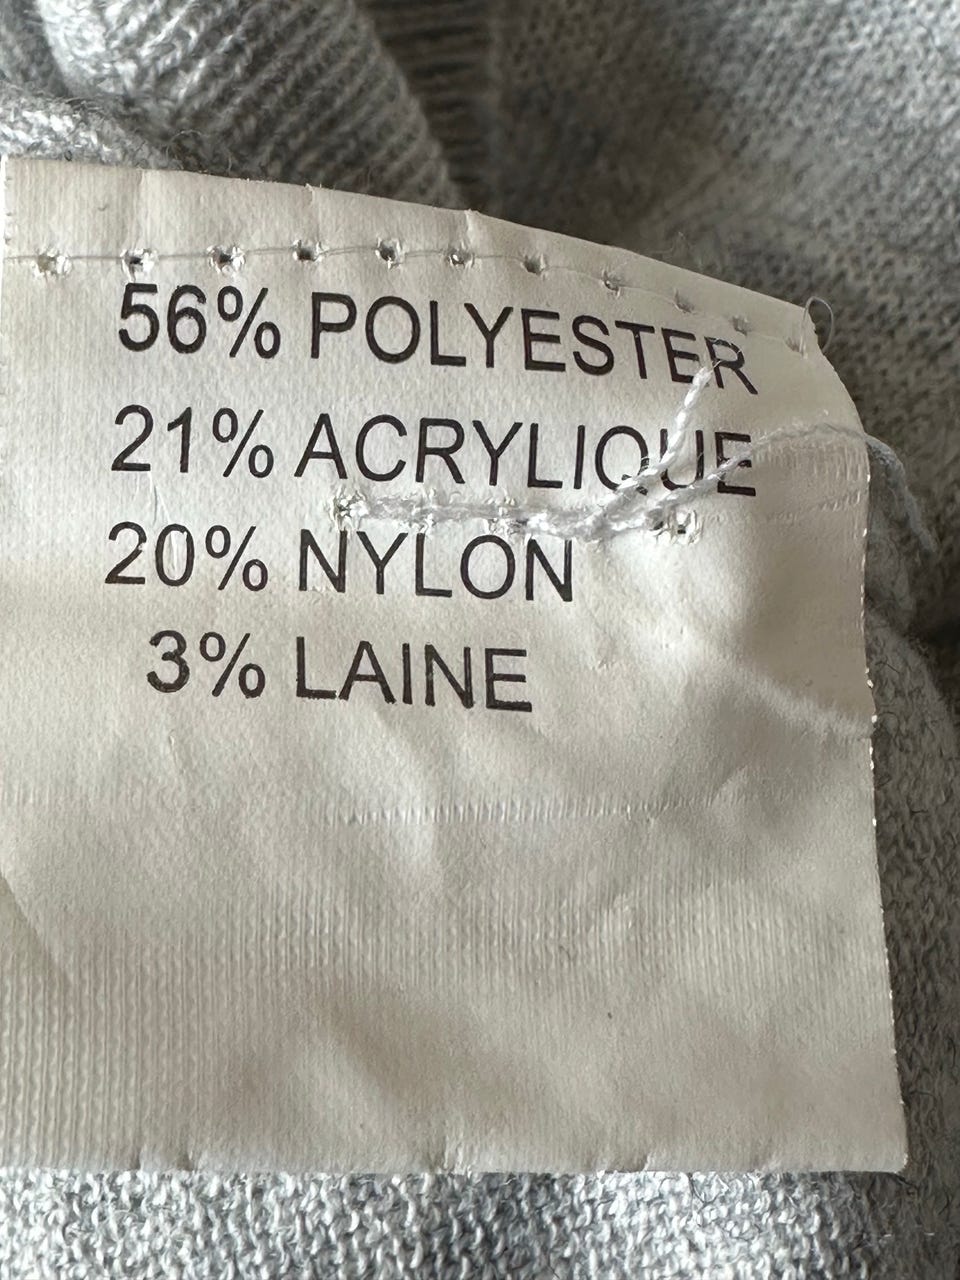 56% POLYESTER
21% ACRYLIQUE
20% NYLON
3% LAINE